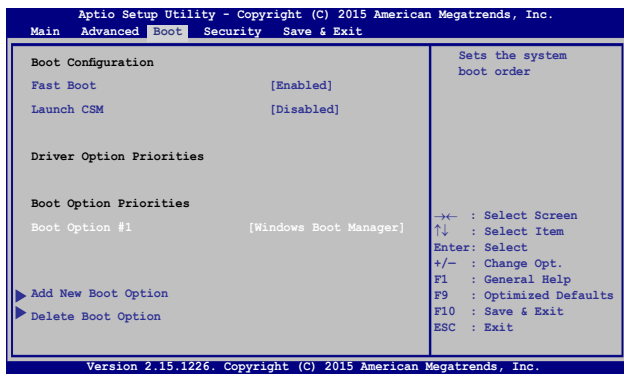 Aptio Setup Utility - Copyright (C) 2015 American Megatrends, Inc.
Main Advanced Boot Security Save & Exit
Boot Configuration
Fast Boot [Enabled]
Launch CSM [Disabled]
Driver Option Priorities
Boot Option Priorities
Boot Option #1 [Windows Boot Manager]
Add New Boot Option
Delete Boot Option
Sets the system
boot order
→← : Select Screen
↑↓ : Select Item
Enter: Select
+/— : Change Opt.
F1 : General Help
F9 : Optimized Defaults
F10 : Save & Exit
ESC : Exit
Version 2.15.1226. Copyright (C) 2015 American Megatrends, Inc.